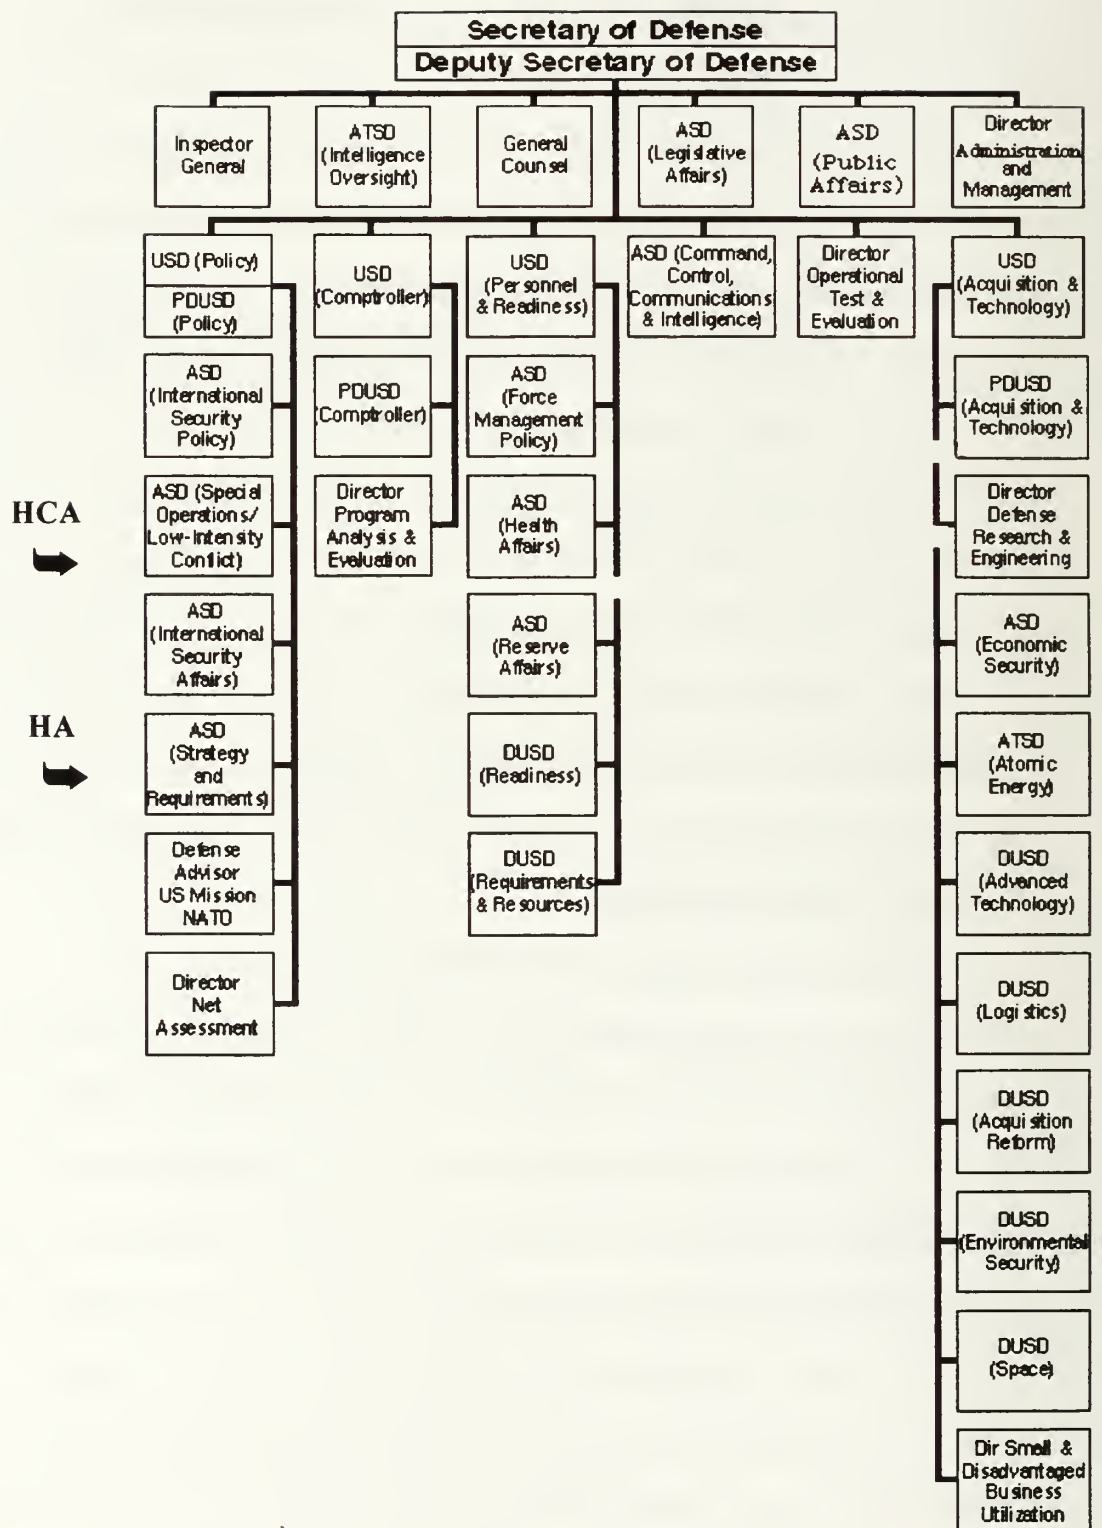 Secretary of Defense
Deputy Secretary of Defense
Inspector
General
ATSD
(Intelligence
Oversight)
General
Counsel
ASD
(Legislative
Affairs)
ASD
(Public
Affairs)
Director
Administration
and
Management
USD (Policy)
PDUSD
(Policy)
USD
(Comptroller)
USD
(Personnel
& Readiness)
ASD (Command,
Control,
Communications
& Intelligence)
Director
Operational
Test &
Evaluation
USD
(Acquisition &
Technology)
ASD
(International
Security
Policy)
PDUSD
(Comptroller)
ASD
(Force
Management
Policy)
PDUSD
(Acquisition &
Technology)
HCA
ASD (Special
Operations/
Low-Intensity
Conflict)
Director
Program
Analysis &
Evaluation
ASD
(Health
Affairs)
Director
Defense
Research &
Engineering
ASD
(International
Security
Affairs)
ASD
(Reserve
Affairs)
ASD
(Economic
Security)
HA
ASD
(Strategy
and
Requirements)
DUSD
(Readiness)
ATSD
(Atomic
Energy)
Defense
Advisor
US Mission
NATO
DUSD
(Requirements
& Resources)
DUSD
(Advanced
Technology)
Director
Net
Assessment
DUSD
(Logistics)
DUSD
(Acquisition
Reform)
DUSD
(Environmental
Security)
DUSD
(Space)
Dir Small &
Disadvantaged
Business
Utilization